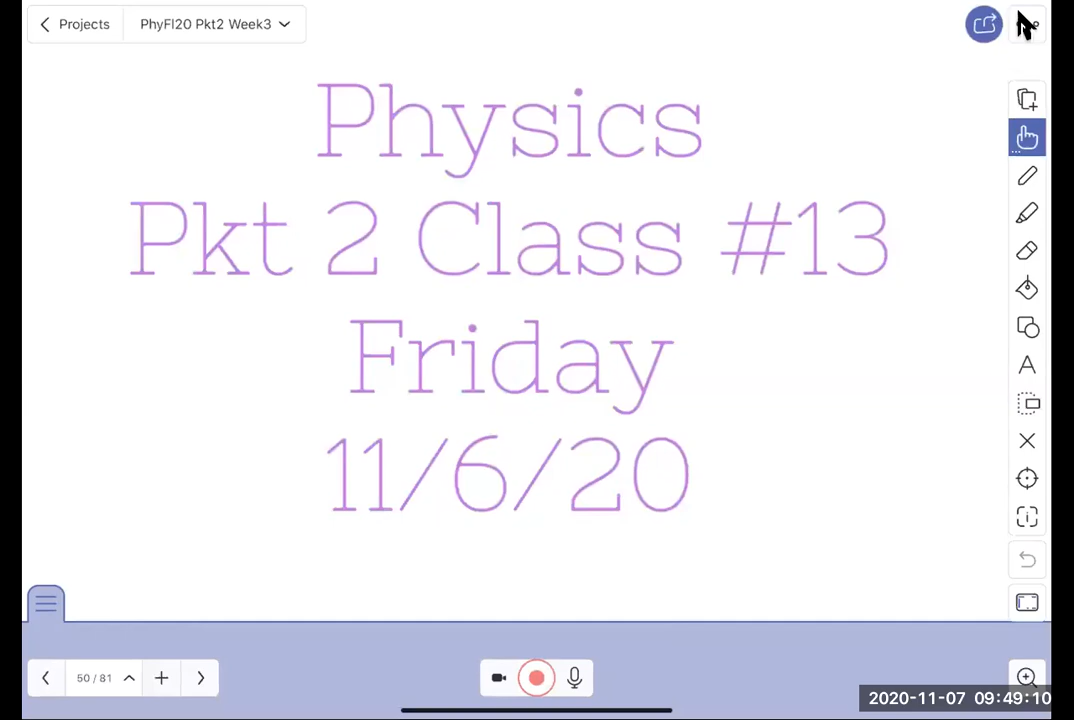 Projects
PhyFl20 Pkt2 Week3
Physics
Pkt 2 Class #13
Friday
11/6/20
A
50 / 81
2020-11-07 09:49:10